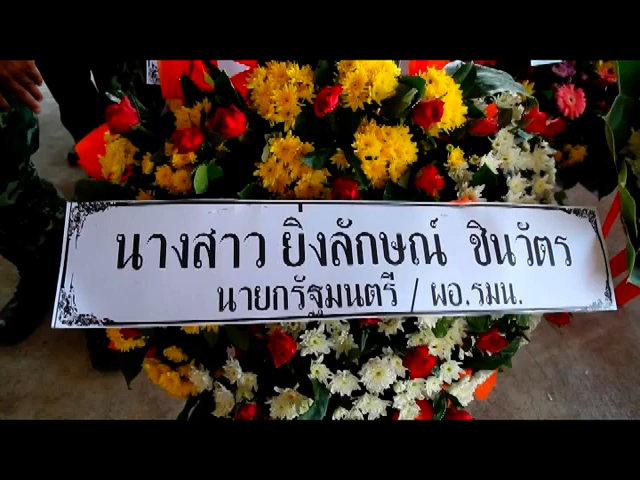 นางสาว ยิ่งลักษณ์ ชินวัตร
นายกรัฐมนตรี / ผอ.รมน.